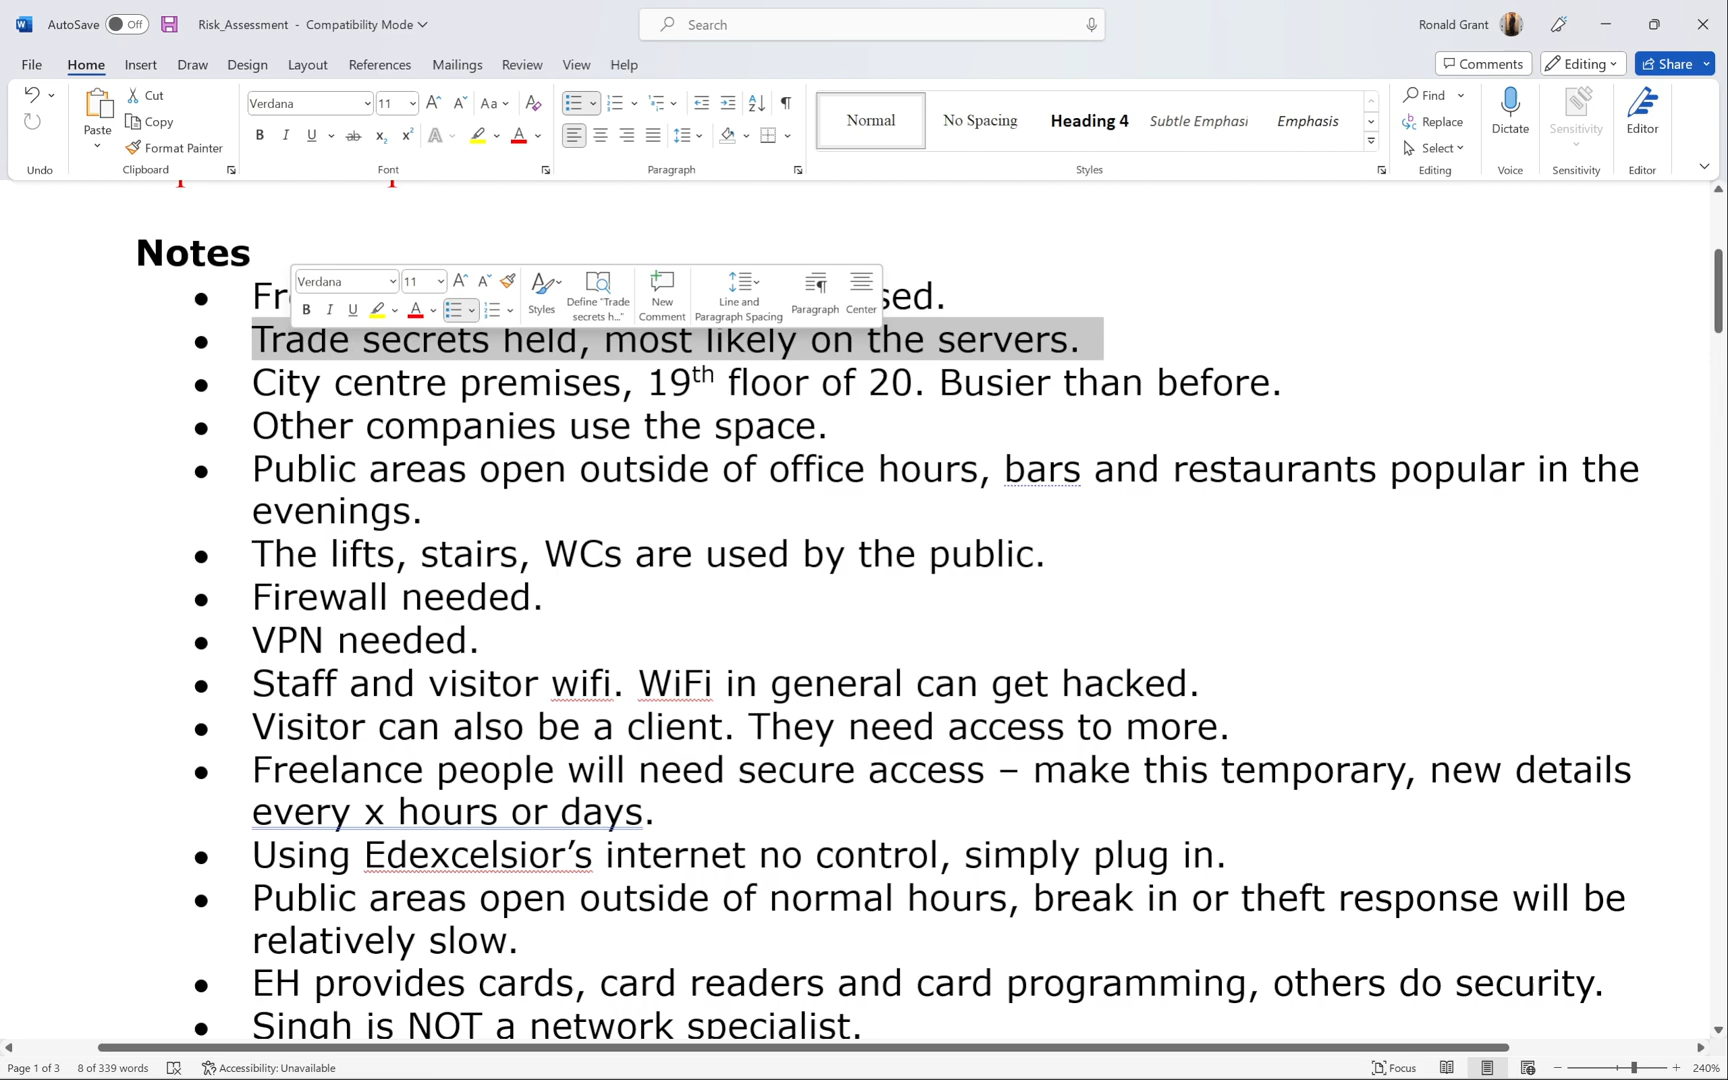 AutoSave Off Risk_Assessment - Compatibility Mode Search Ronald Grant
File Home Insert Draw Design Layout References Mailings Review View Help Comments Editing Share
Paste Cut Copy Format Painter
Verdana 11 Aa
B I U ab x₂ x² A A
Normal No Spacing Heading 4 Subtle Emphasi Emphasis
Find Replace Select
Dictate Sensitivity Editor
Undo Clipboard Font Paragraph Styles Editing Voice Sensitivity Editor
Notes
Verdana 11 B I U A
Styles Define "Trade secrets h..." New Comment Line and Paragraph Spacing Paragraph Center
• Fr sed.
• Trade secrets held, most likely on the servers.
• City centre premises, 19th floor of 20. Busier than before.
• Other companies use the space.
• Public areas open outside of office hours, bars and restaurants popular in the
evenings.
• The lifts, stairs, WCs are used by the public.
• Firewall needed.
• VPN needed.
• Staff and visitor wifi. WiFi in general can get hacked.
• Visitor can also be a client. They need access to more.
• Freelance people will need secure access – make this temporary, new details
every x hours or days.
• Using Edexcelsior’s internet no control, simply plug in.
• Public areas open outside of normal hours, break in or theft response will be
relatively slow.
• EH provides cards, card readers and card programming, others do security.
• Singh is NOT a network specialist.
Page 1 of 3 8 of 339 words Accessibility: Unavailable Focus 240%